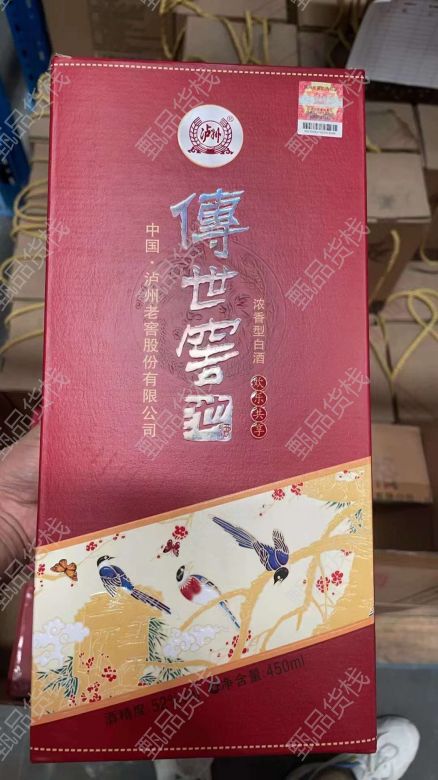 泸州
®
傳世窖池
中国·泸州老窖股份有限公司
浓香型白酒
欢乐共享
酒精度:52
净含量:450ml
甄品货栈